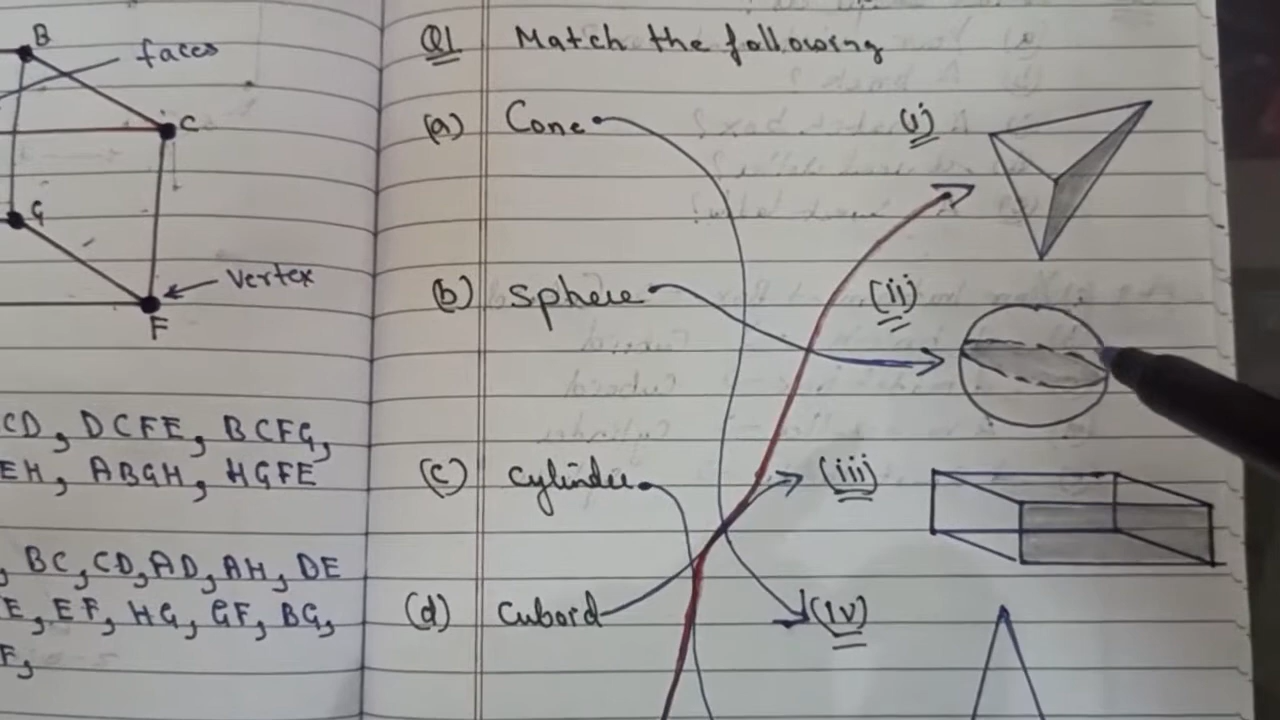 B
faces
C
G
Vertex
F
CD, DCFE, BCFG,
EH, ABGH, HGFE
, BC, CD, AD, AH, DE
E, EF, HG, GF, BG,
F,
Q1 Match the following
(a) Cone (i)
(b) Sphere (ii)
(c) Cylinder (iii)
(d) Cuboid (iv)